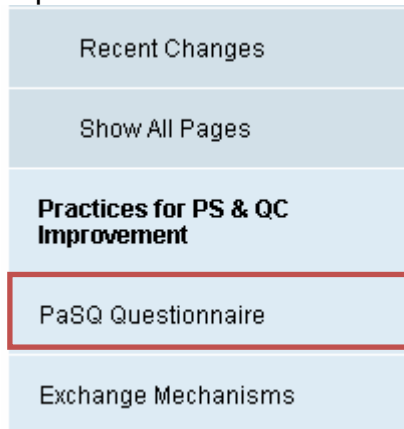 Recent Changes
Show All Pages
Practices for PS & QC
Improvement
PaSQ Questionnaire
Exchange Mechanisms